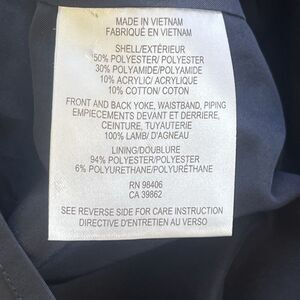 MADE IN VIETNAM
FABRIQUÉ EN VIETNAM
SHELL/EXTÉRIEUR
50% POLYESTER/ POLYESTER
30% POLYAMIDE/POLYAMIDE
10% ACRYLIC/ ACRYLIQUE
10% COTTON/ COTON
FRONT AND BACK YOKE, WAISTBAND, PIPING
EMPIECEMENTS DEVANT ET DERRIERE,
CEINTURE, TUYAUTERIE
100% LAMB/ D'AGNEAU
LINING/DOUBLURE
94% POLYESTER/POLYESTER
6% POLYURETHANE/POLYURÉTHANE
RN 98406
CA 39862
SEE REVERSE SIDE FOR CARE INSTRUCTION
DIRECTIVE D'ENTRETIEN AU VERSO